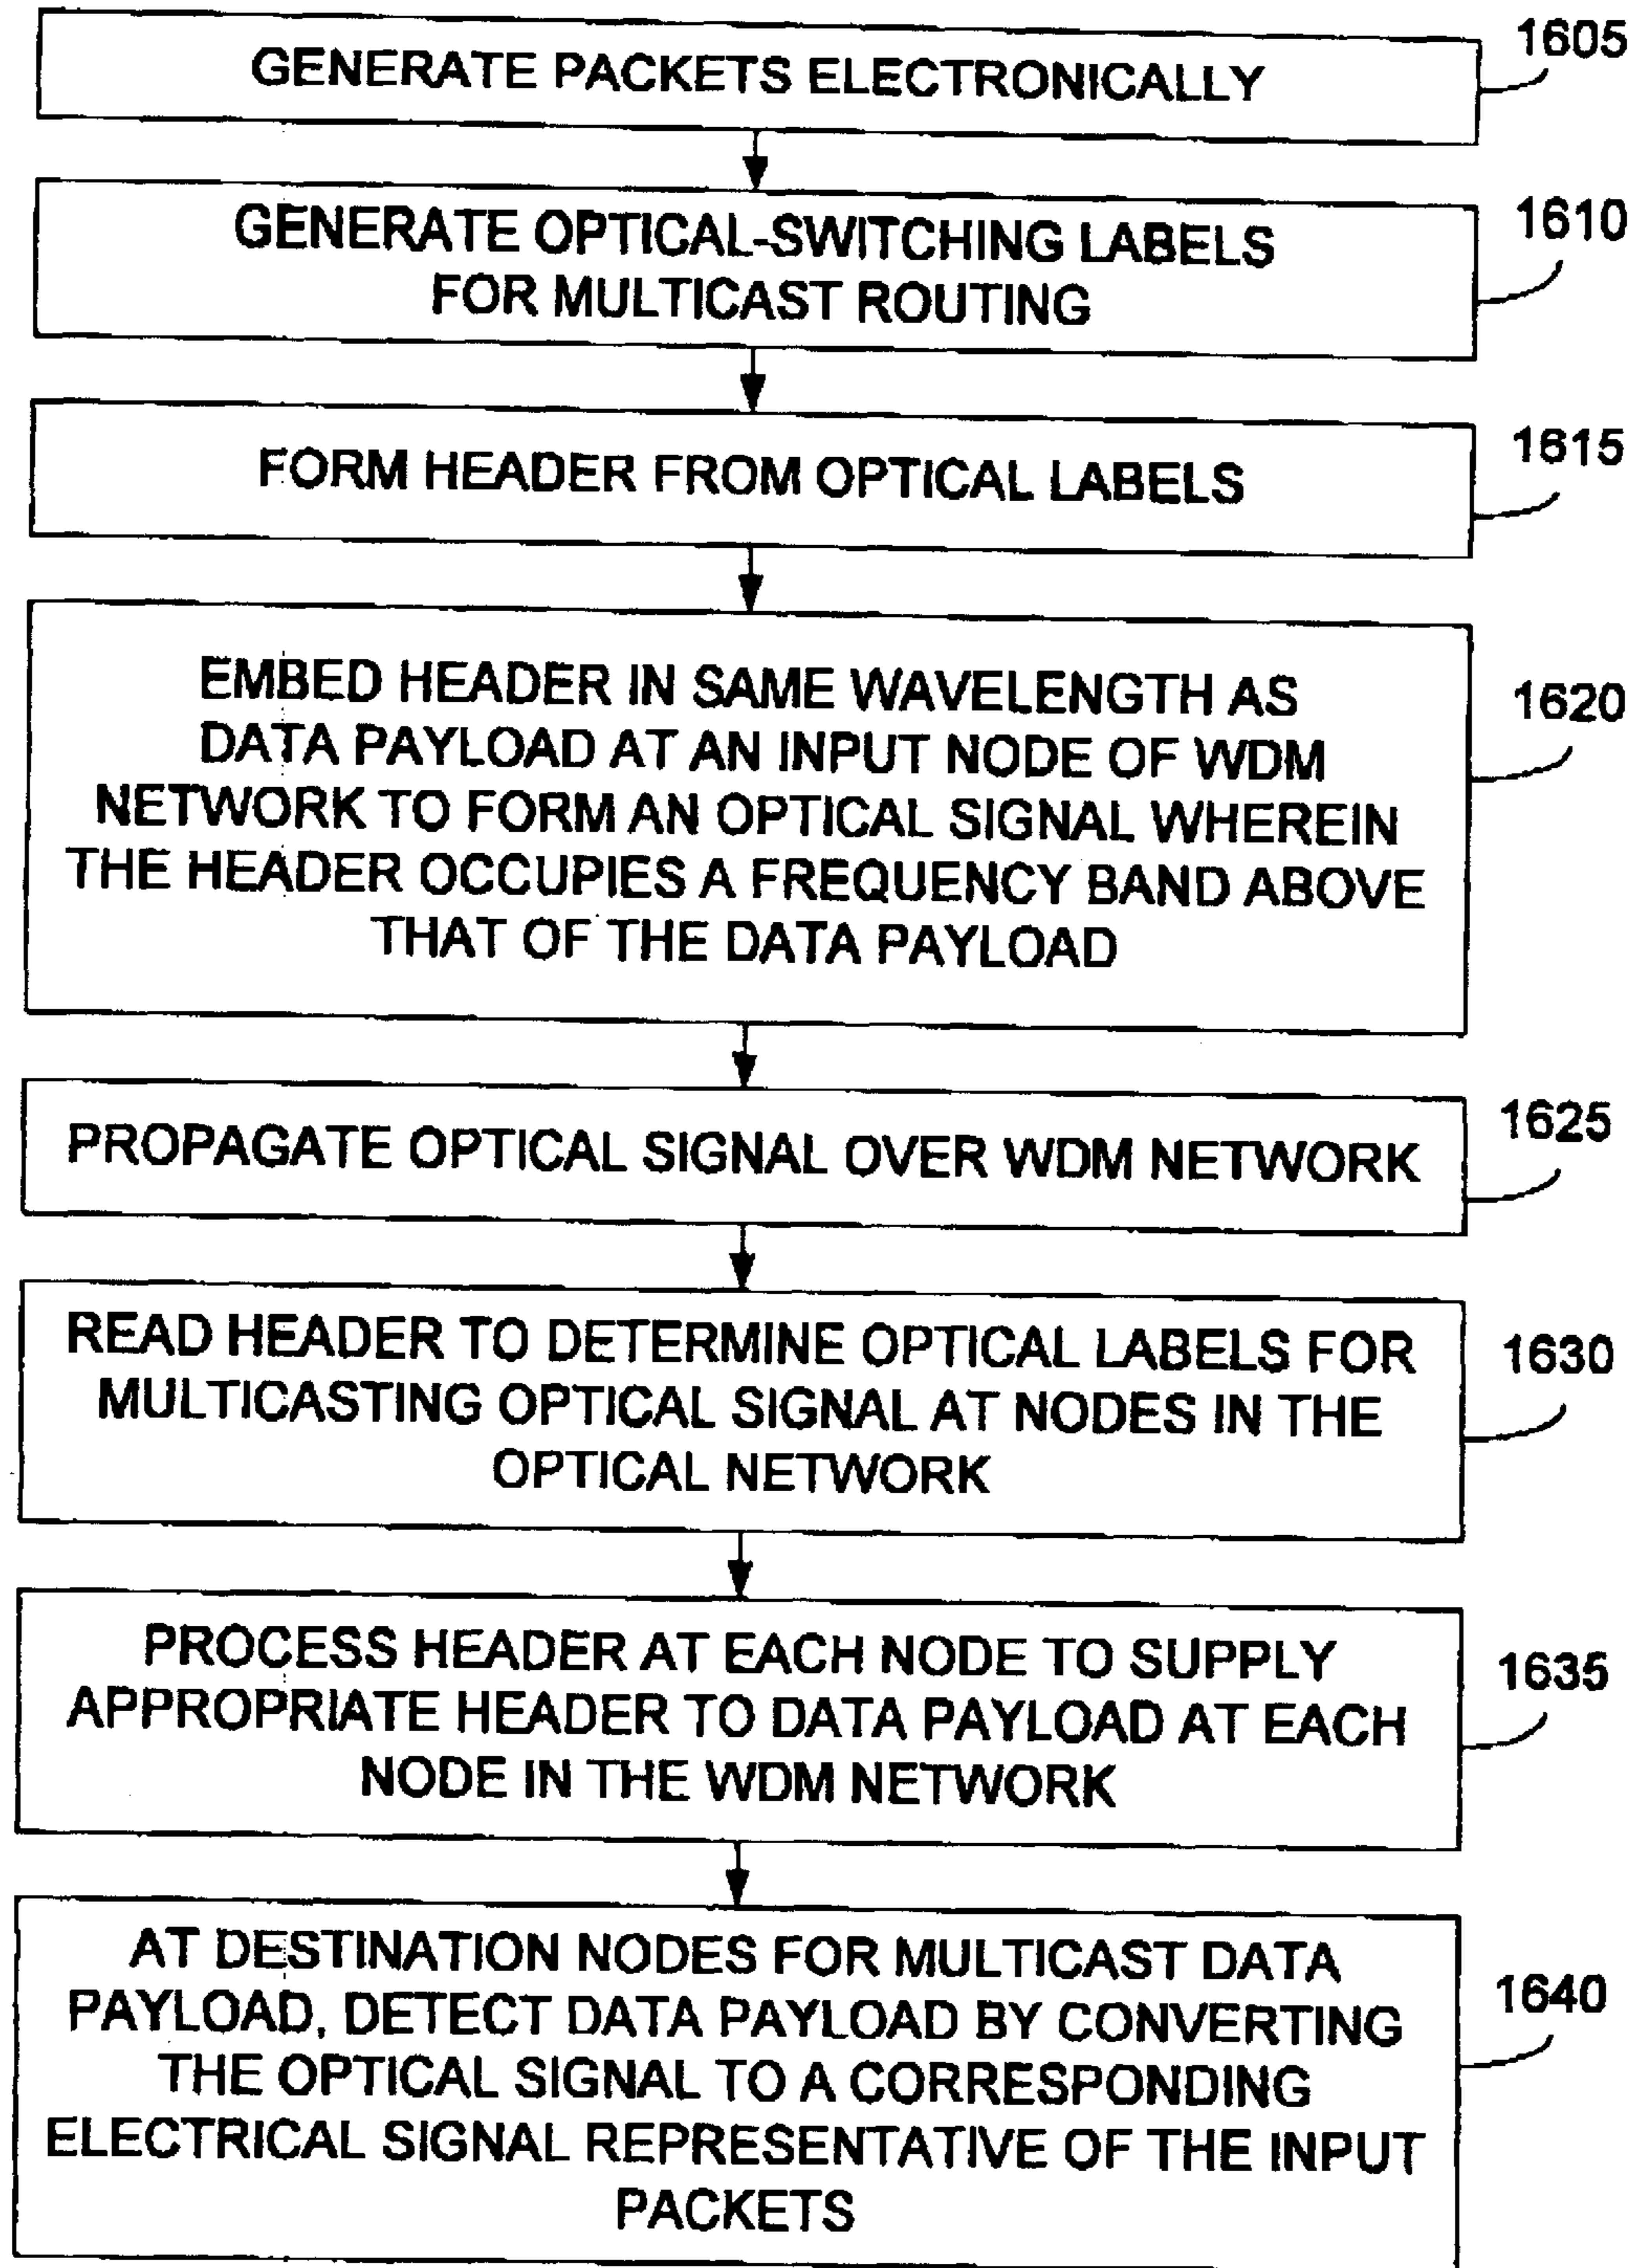 GENERATE PACKETS ELECTRONICALLY
1605
GENERATE OPTICAL-SWITCHING LABELS
FOR MULTICAST ROUTING
1610
FORM HEADER FROM OPTICAL LABELS
1615
EMBED HEADER IN SAME WAVELENGTH AS
DATA PAYLOAD AT AN INPUT NODE OF WDM
NETWORK TO FORM AN OPTICAL SIGNAL WHEREIN
THE HEADER OCCUPIES A FREQUENCY BAND ABOVE
THAT OF THE DATA PAYLOAD
1620
PROPAGATE OPTICAL SIGNAL OVER WDM NETWORK
1625
READ HEADER TO DETERMINE OPTICAL LABELS FOR
MULTICASTING OPTICAL SIGNAL AT NODES IN THE
OPTICAL NETWORK
1630
PROCESS HEADER AT EACH NODE TO SUPPLY
APPROPRIATE HEADER TO DATA PAYLOAD AT EACH
NODE IN THE WDM NETWORK
1635
AT DESTINATION NODES FOR MULTICAST DATA
PAYLOAD, DETECT DATA PAYLOAD BY CONVERTING
THE OPTICAL SIGNAL TO A CORRESPONDING
ELECTRICAL SIGNAL REPRESENTATIVE OF THE INPUT
PACKETS
1640